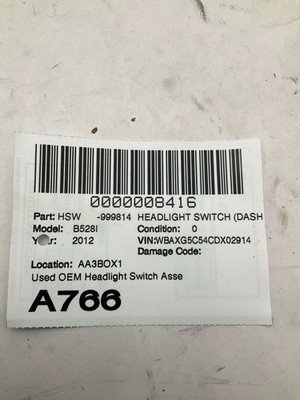 0000008416
Part: HSW -999814 HEADLIGHT SWITCH (DASH
Model: B528I Condition: 0
Year: 2012 VIN:WBAXG5C54CDX02914
Damage Code:
Location: AA3BOX1
Used OEM Headlight Switch Asse
A766